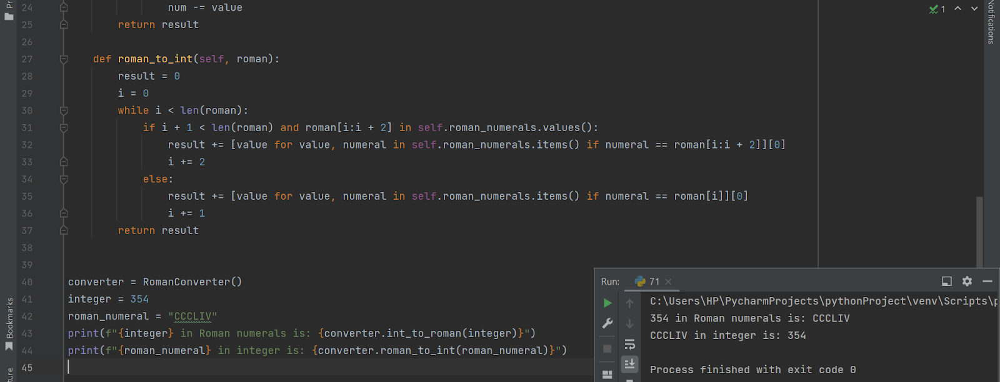 Pr
24 num -= value
25 return result
26
27 def roman_to_int(self, roman):
28 result = 0
29 i = 0
30 while i < len(roman):
31 if i + 1 < len(roman) and roman[i:i + 2] in self.roman_numerals.values():
32 result += [value for value, numeral in self.roman_numerals.items() if numeral == roman[i:i + 2]][0]
33 i += 2
34 else:
35 result += [value for value, numeral in self.roman_numerals.items() if numeral == roman[i]][0]
36 i += 1
37 return result
38
39
40 converter = RomanConverter()
41 integer = 354
42 roman_numeral = "CCCLIV"
43 print(f"{integer} in Roman numerals is: {converter.int_to_roman(integer)}")
44 print(f"{roman_numeral} in integer is: {converter.roman_to_int(roman_numeral)}")
45
1
Notifications
Bookmarks
ture
Run: 71
C:\Users\HP\PycharmProjects\pythonProject\venv\Scripts\p
354 in Roman numerals is: CCCLIV
CCCLIV in integer is: 354
Process finished with exit code 0